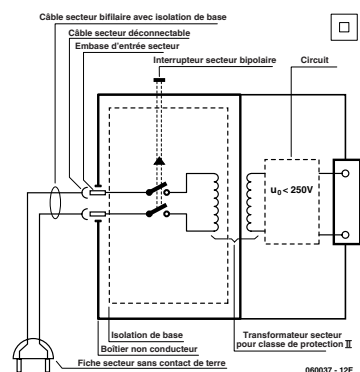 Câble secteur bifilaire avec isolation de base
Câble secteur déconnectable
Embase d'entrée secteur
Interrupteur secteur bipolaire
Circuit
u0 < 250V
Isolation de base
Boîtier non conducteur
Fiche secteur sans contact de terre
Transformateur secteur
pour classe de protection II
060037 - 12F